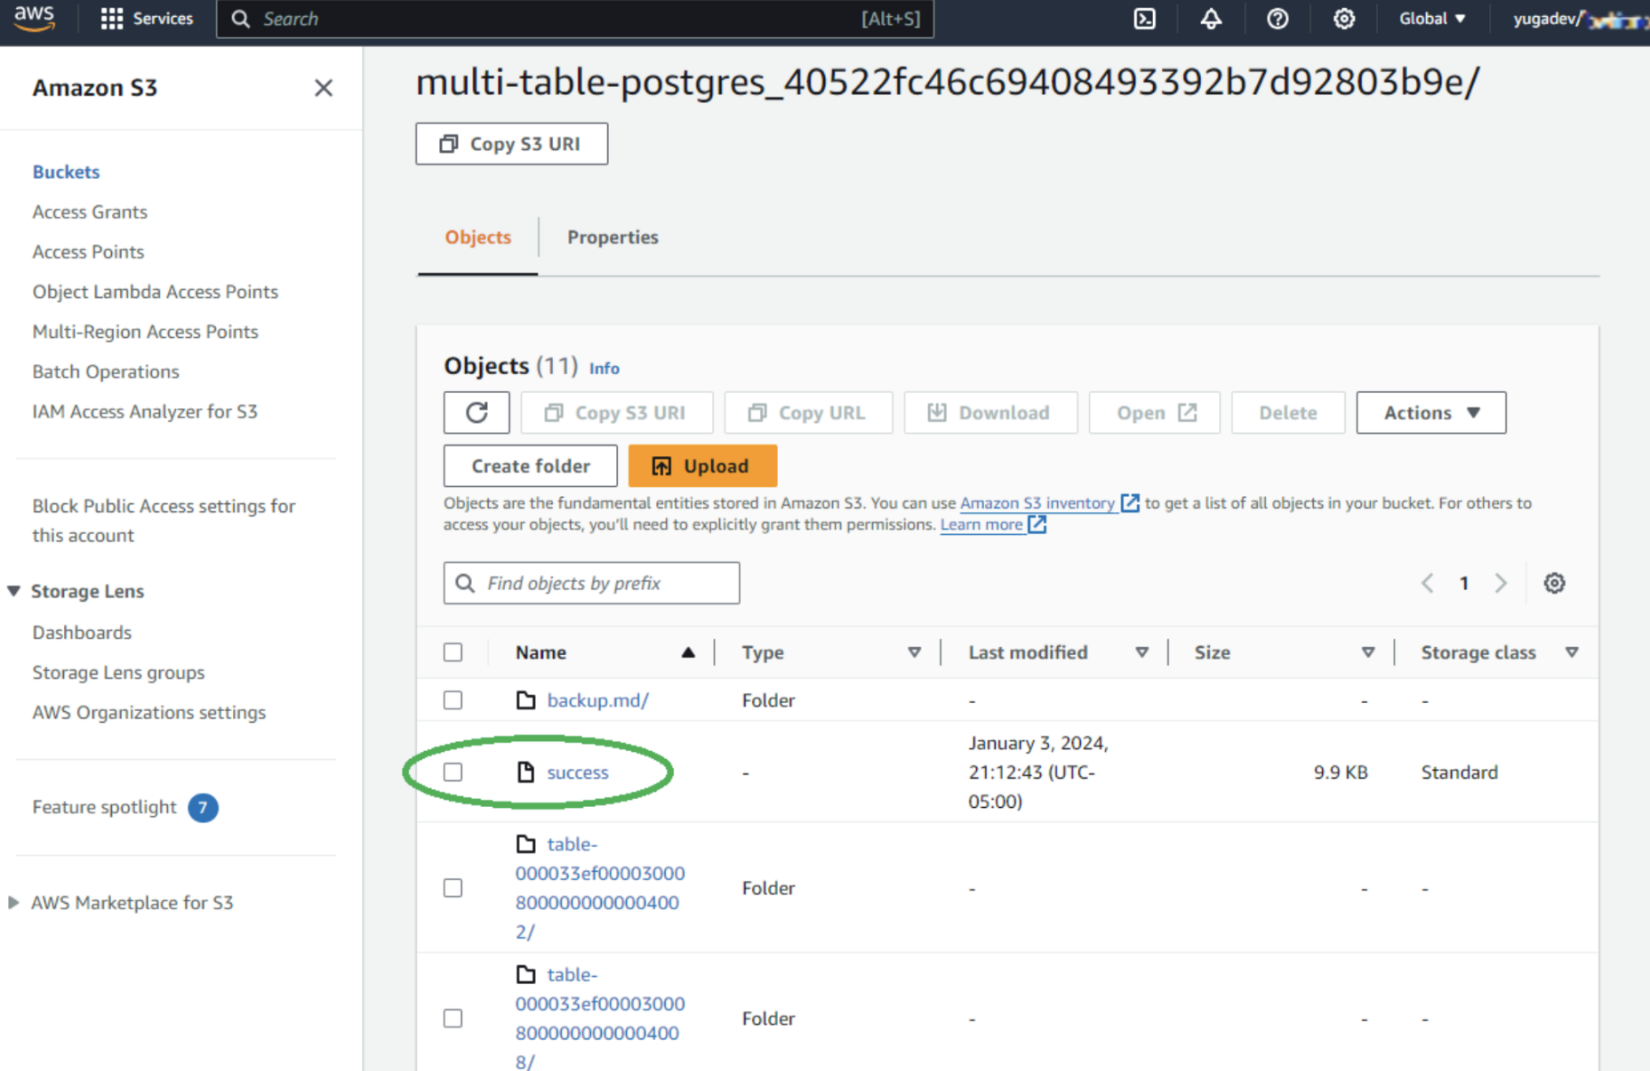 aws
Services
Search
[Alt+S]
Global
yugadev/
Amazon S3
Buckets
Access Grants
Access Points
Object Lambda Access Points
Multi-Region Access Points
Batch Operations
IAM Access Analyzer for S3
Block Public Access settings for
this account
Storage Lens
Dashboards
Storage Lens groups
AWS Organizations settings
Feature spotlight 7
AWS Marketplace for S3
multi-table-postgres_40522fc46c69408493392b7d92803b9e/
Copy S3 URI
Objects
Properties
Objects (11) Info
Copy S3 URI
Copy URL
Download
Open
Delete
Actions
Create folder
Upload
Objects are the fundamental entities stored in Amazon S3. You can use Amazon S3 inventory to get a list of all objects in your bucket. For others to
access your objects, you'll need to explicitly grant them permissions. Learn more
Find objects by prefix
1
Name
Type
Last modified
Size
Storage class
backup.md/
Folder
-
-
-
success
-
January 3, 2024,
21:12:43 (UTC-
05:00)
9.9 KB
Standard
table-
000033ef00003000
800000000000400
2/
Folder
-
-
-
table-
000033ef00003000
800000000000400
8/
Folder
-
-
-